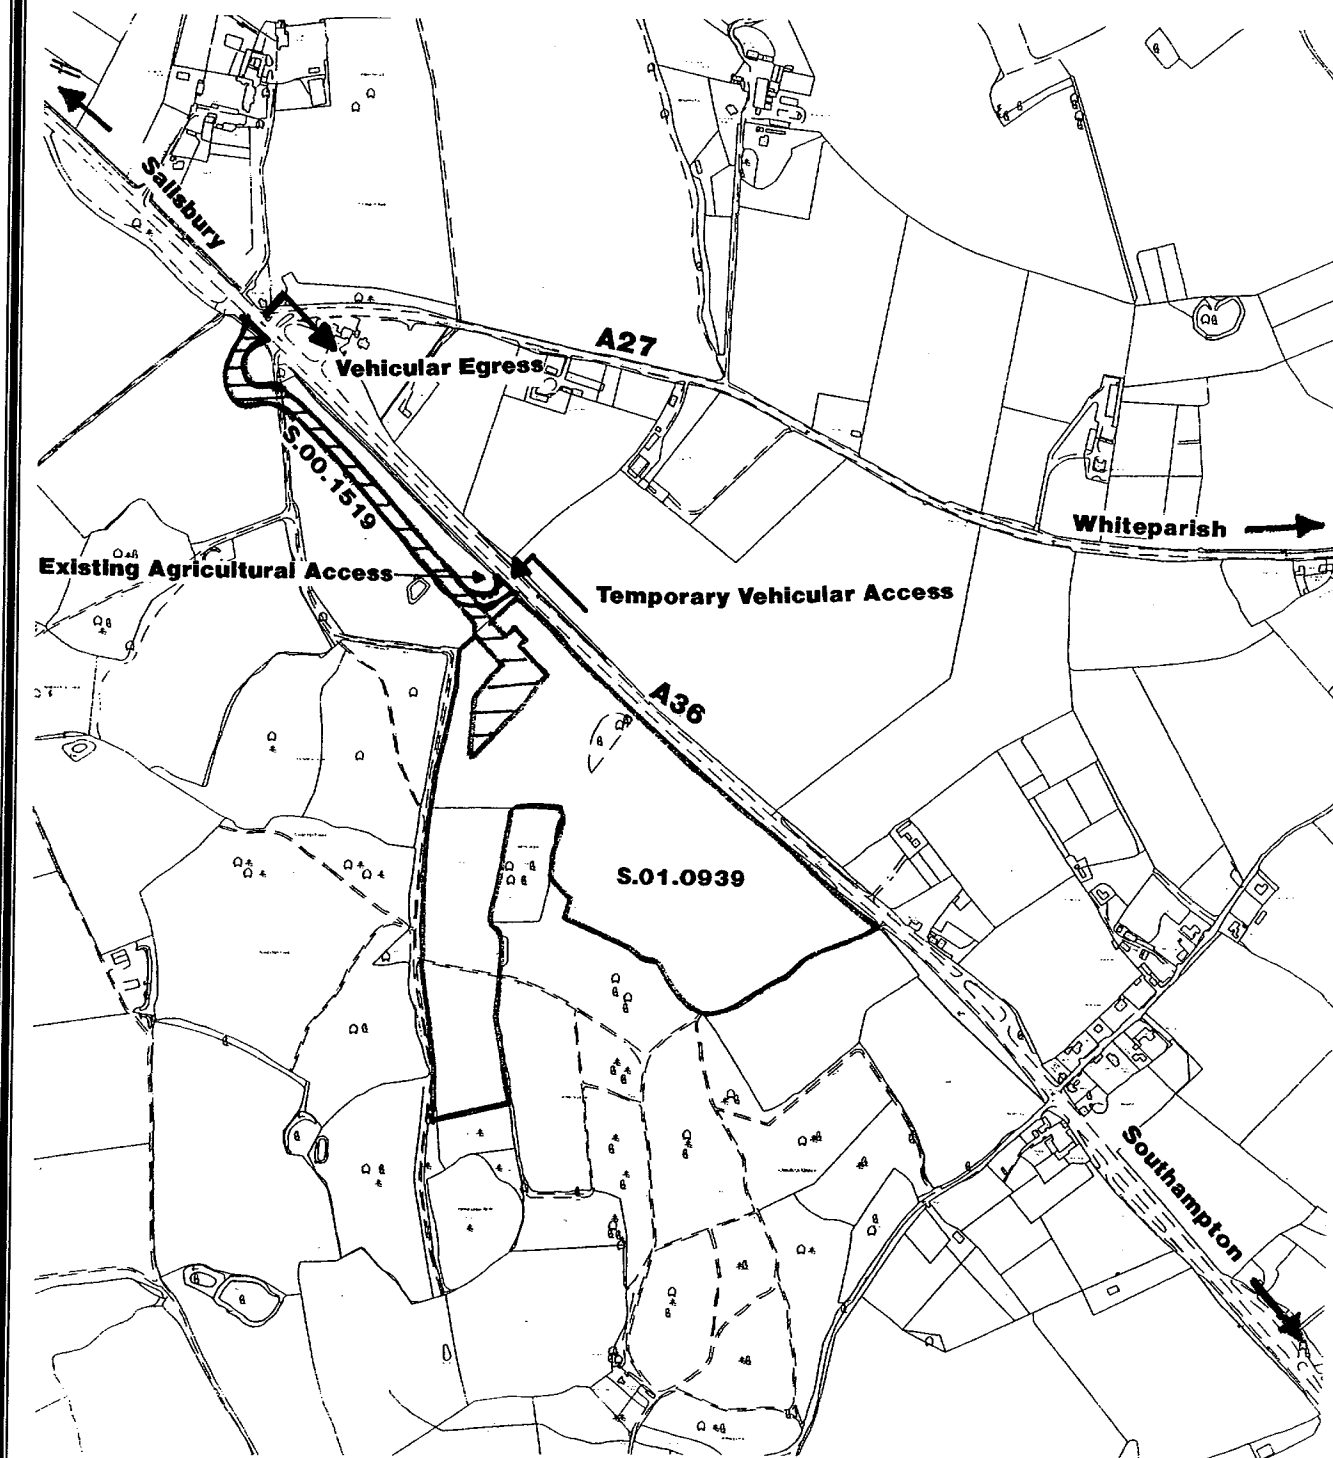 Salisbury
A27
Vehicular Egress
S.00.1519
Whiteparish
Existing Agricultural Access
Temporary Vehicular Access
A36
S.01.0939
Southampton